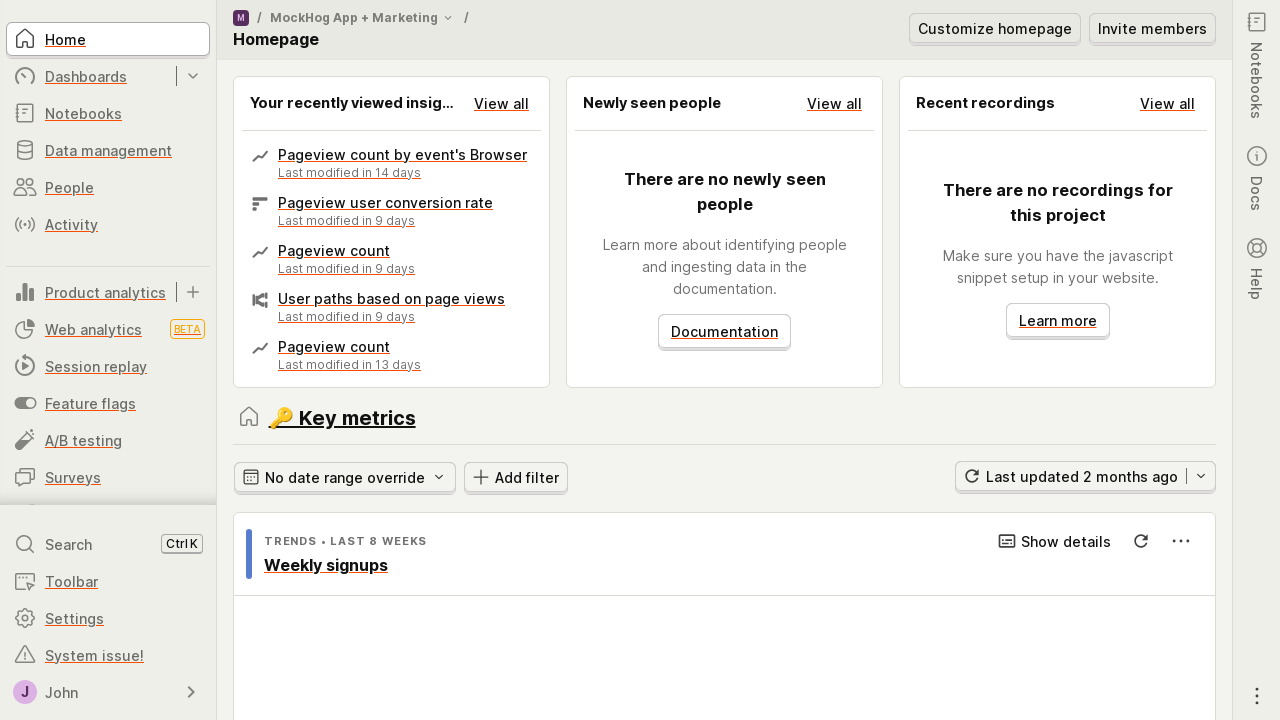 Home
Dashboards
Notebooks
Data management
People
Activity
Product analytics
Web analytics BETA
Session replay
Feature flags
A/B testing
Surveys
Search Ctrl K
Toolbar
Settings
System issue!
J John
M / MockHog App + Marketing /
Homepage
Customize homepage
Invite members
Your recently viewed insig... View all
Pageview count by event's Browser
Last modified in 14 days
Pageview user conversion rate
Last modified in 9 days
Pageview count
Last modified in 9 days
User paths based on page views
Last modified in 9 days
Pageview count
Last modified in 13 days
Newly seen people View all
There are no newly seen
people
Learn more about identifying people
and ingesting data in the
documentation.
Documentation
Recent recordings View all
There are no recordings for
this project
Make sure you have the javascript
snippet setup in your website.
Learn more
🔑 Key metrics
No date range override
Add filter
Last updated 2 months ago
TRENDS • LAST 8 WEEKS
Weekly signups
Show details
Notebooks
Docs
Help